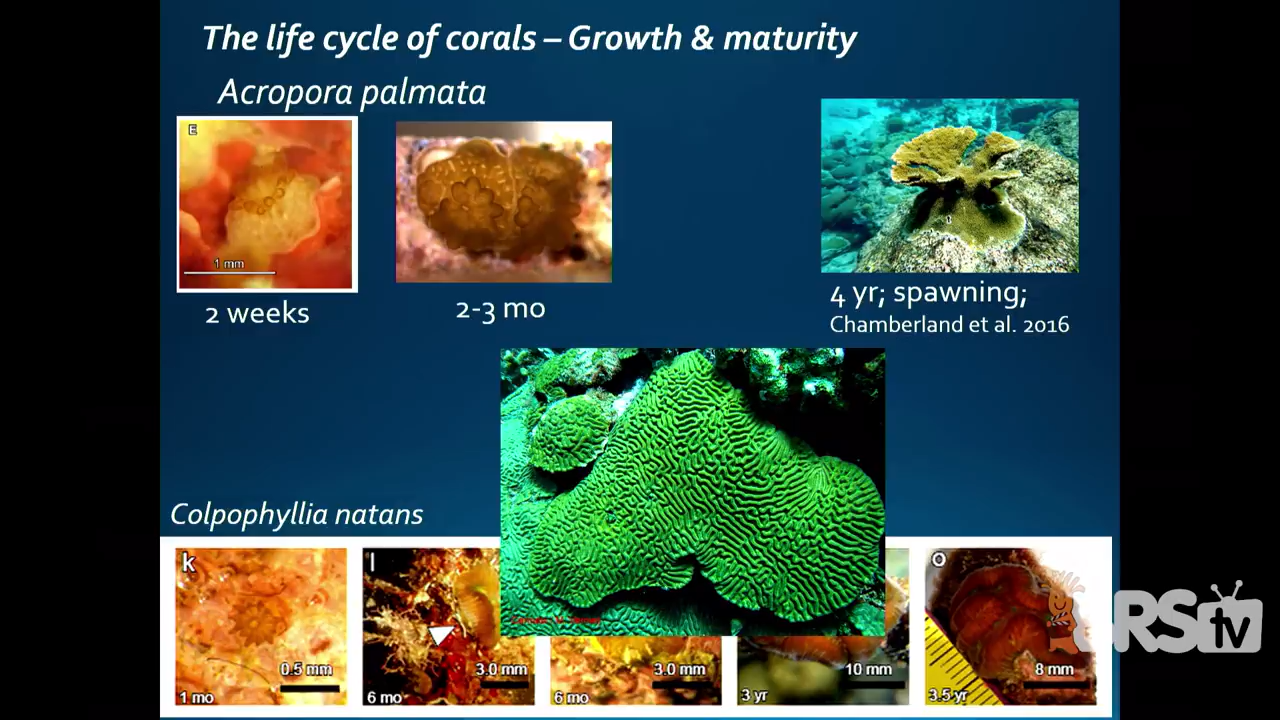 The life cycle of corals – Growth & maturity
Acropora palmata
E
1 mm
2 weeks
2-3 mo
4 yr; spawning;
Chamberland et al. 2016
Colpophyllia natans
k
0.5 mm
1 mo
l
3.0 mm
6 mo
3.0 mm
6 mo
10 mm
3 yr
o
8 mm
3.5 yr
RS tv